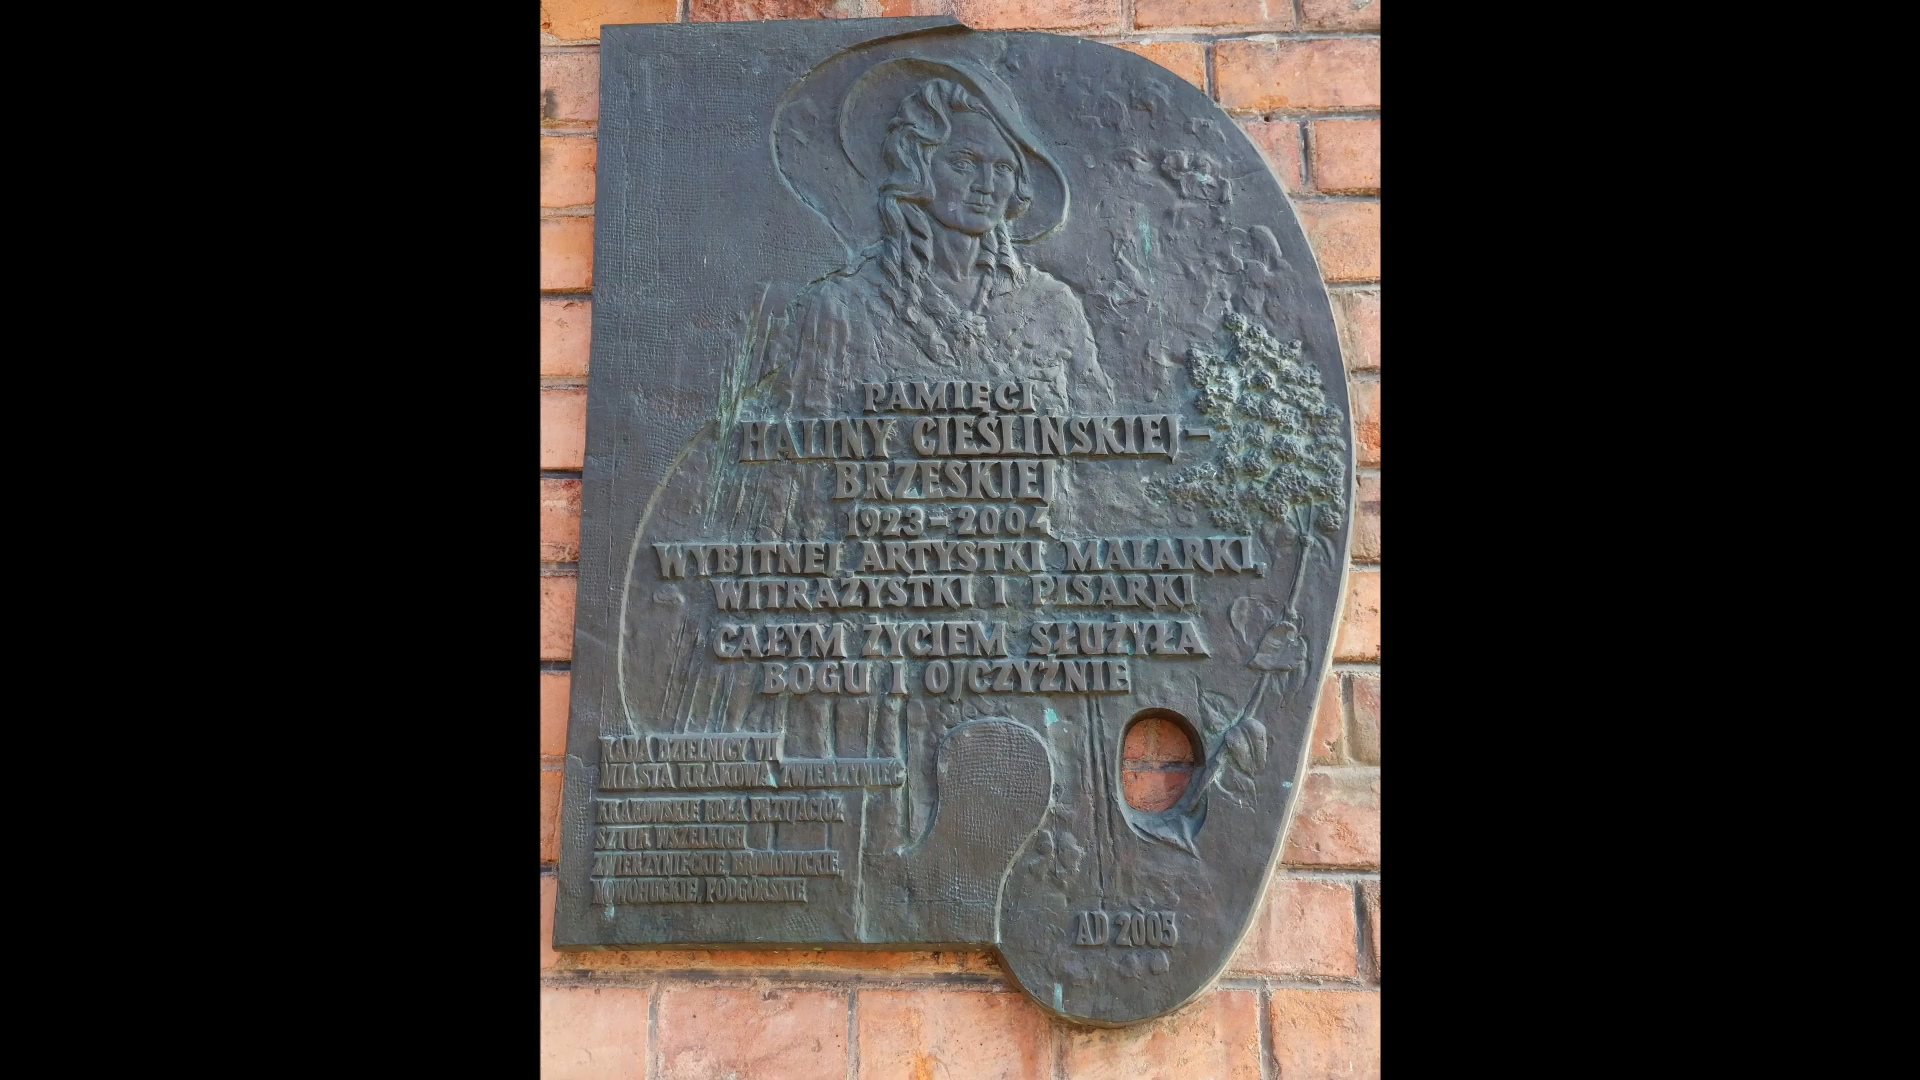 PAMIĘCI
HALINY CIEŚLIŃSKIEJ-
BRZESKIEJ
1923-2004
WYBITNEJ ARTYSTKI MALARKI,
WITRAŻYSTKI I PISARKI
CAŁYM ŻYCIEM SŁUŻYŁA
BOGU I OJCZYŹNIE
RADA DZIELNICY VII
MIASTA KRAKOWA ZWIERZYNIEC
KRAKOWSKIE KOŁA PRZYJACIÓŁ
SZTUK WSZELKICH
ZWIERZYNIECKIE, BRONOWICKIE,
NOWOHUCKIE, PODGÓRSKIE
AD 2005